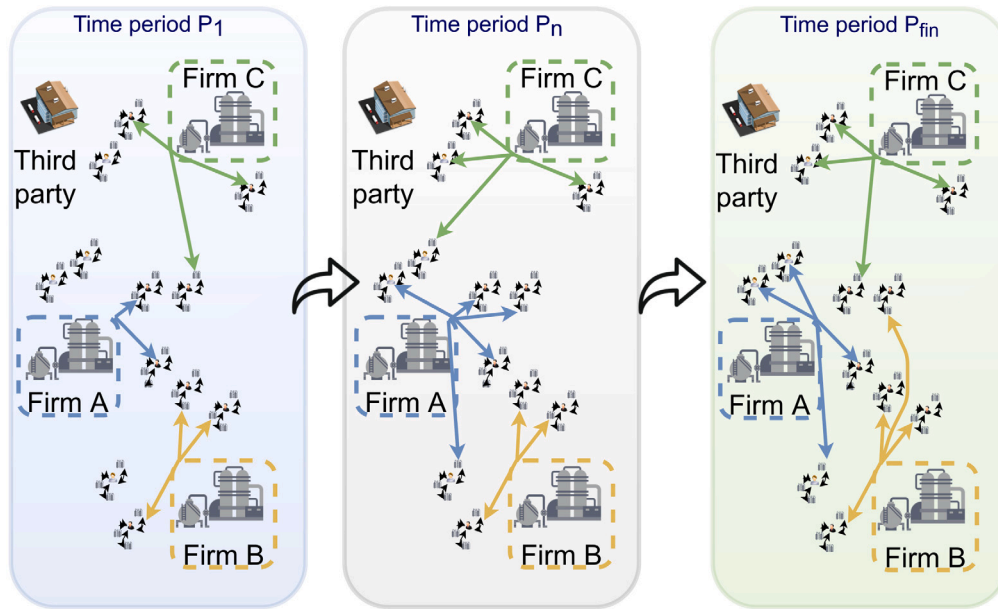 Time period P1
Firm C
Third
party
Firm A
Firm B
Time period Pn
Firm C
Third
party
Firm A
Firm B
Time period Pfin
Firm C
Third
party
Firm A
Firm B